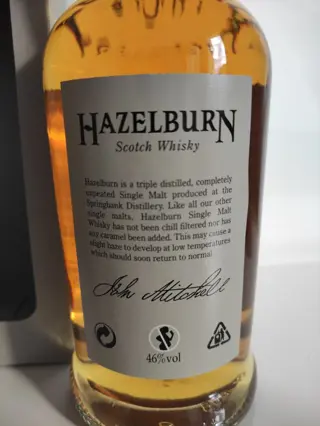 HAZELBURN
Scotch Whisky
Hazelburn is a triple distilled, completely
unpeated Single Malt produced at the
Springbank Distillery. Like all our other
single malts, Hazelburn Single Malt
Whisky has not been chill filtered nor has
any caramel been added. This may cause a
slight haze to develop at low temperatures
which should soon return to normal
John Mitchell
46%vol